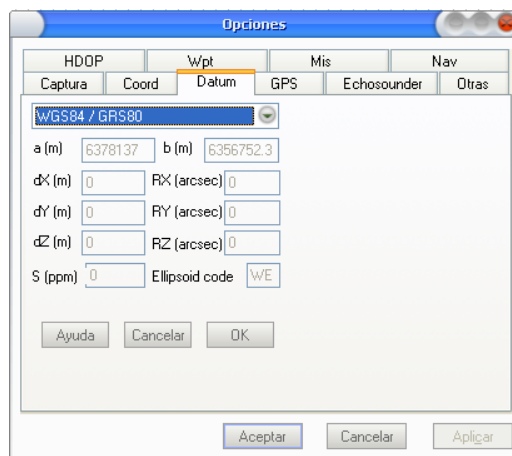 Opciones
HDOP Wpt Mis Nav
Captura Coord Datum GPS Echosounder Otras
WGS84 / GRS80
a (m) 6378137 b (m) 6356752.3
dX (m) 0 RX (arcsec) 0
dY (m) 0 RY (arcsec) 0
dZ (m) 0 RZ (arcsec) 0
S (ppm) 0 Ellipsoid code WE
Ayuda Cancelar OK
Aceptar Cancelar Aplicar